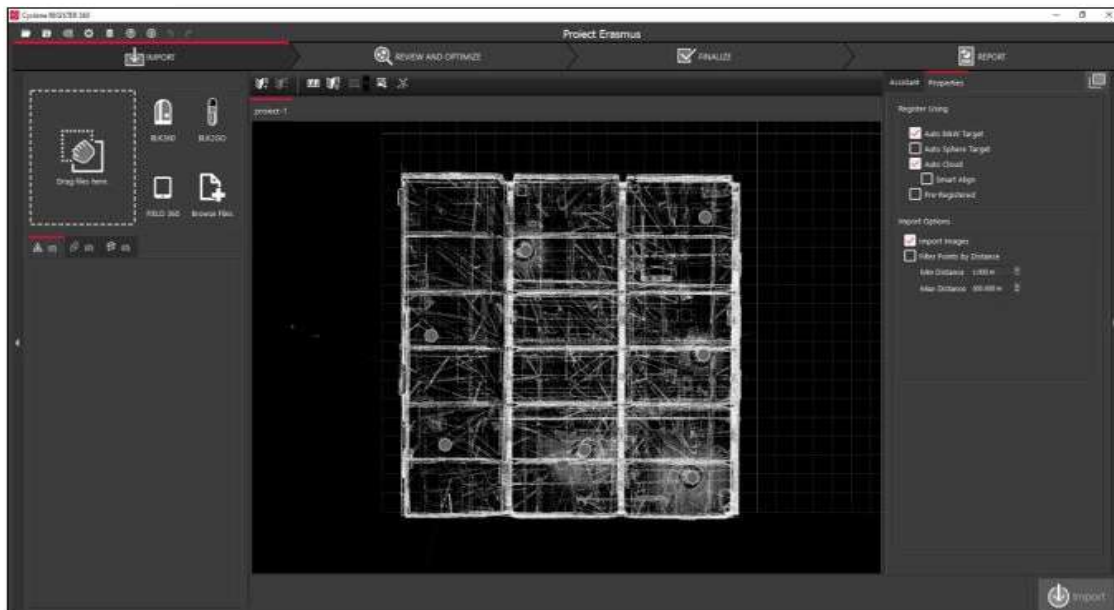 Cyclone REGISTER 360
Project Erasmus
IMPORT
REVIEW AND OPTIMIZE
FINALIZE
REPORT
Drag files here
BLK360
BLK2GO
FIELD 360
Browse Files
project-1
Assistant
Properties
Register Using
Auto B&W Target
Auto Sphere Target
Auto Cloud
Smart Align
Pre-Registered
Import Options
Import Images
Filter Points by Distance
Min Distance
Max Distance
Import